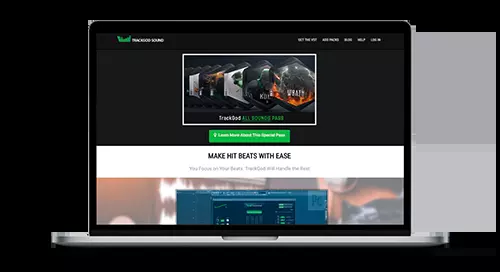 TRACKGOD SOUND
GET THE VST ADD PACKS BLOG HELP LOG IN
TrackGod ALL SOUNDS PASS
Learn More About This Special Pass
MAKE HIT BEATS WITH EASE
You Focus on Your Beats. TrackGod Will Handle the Rest